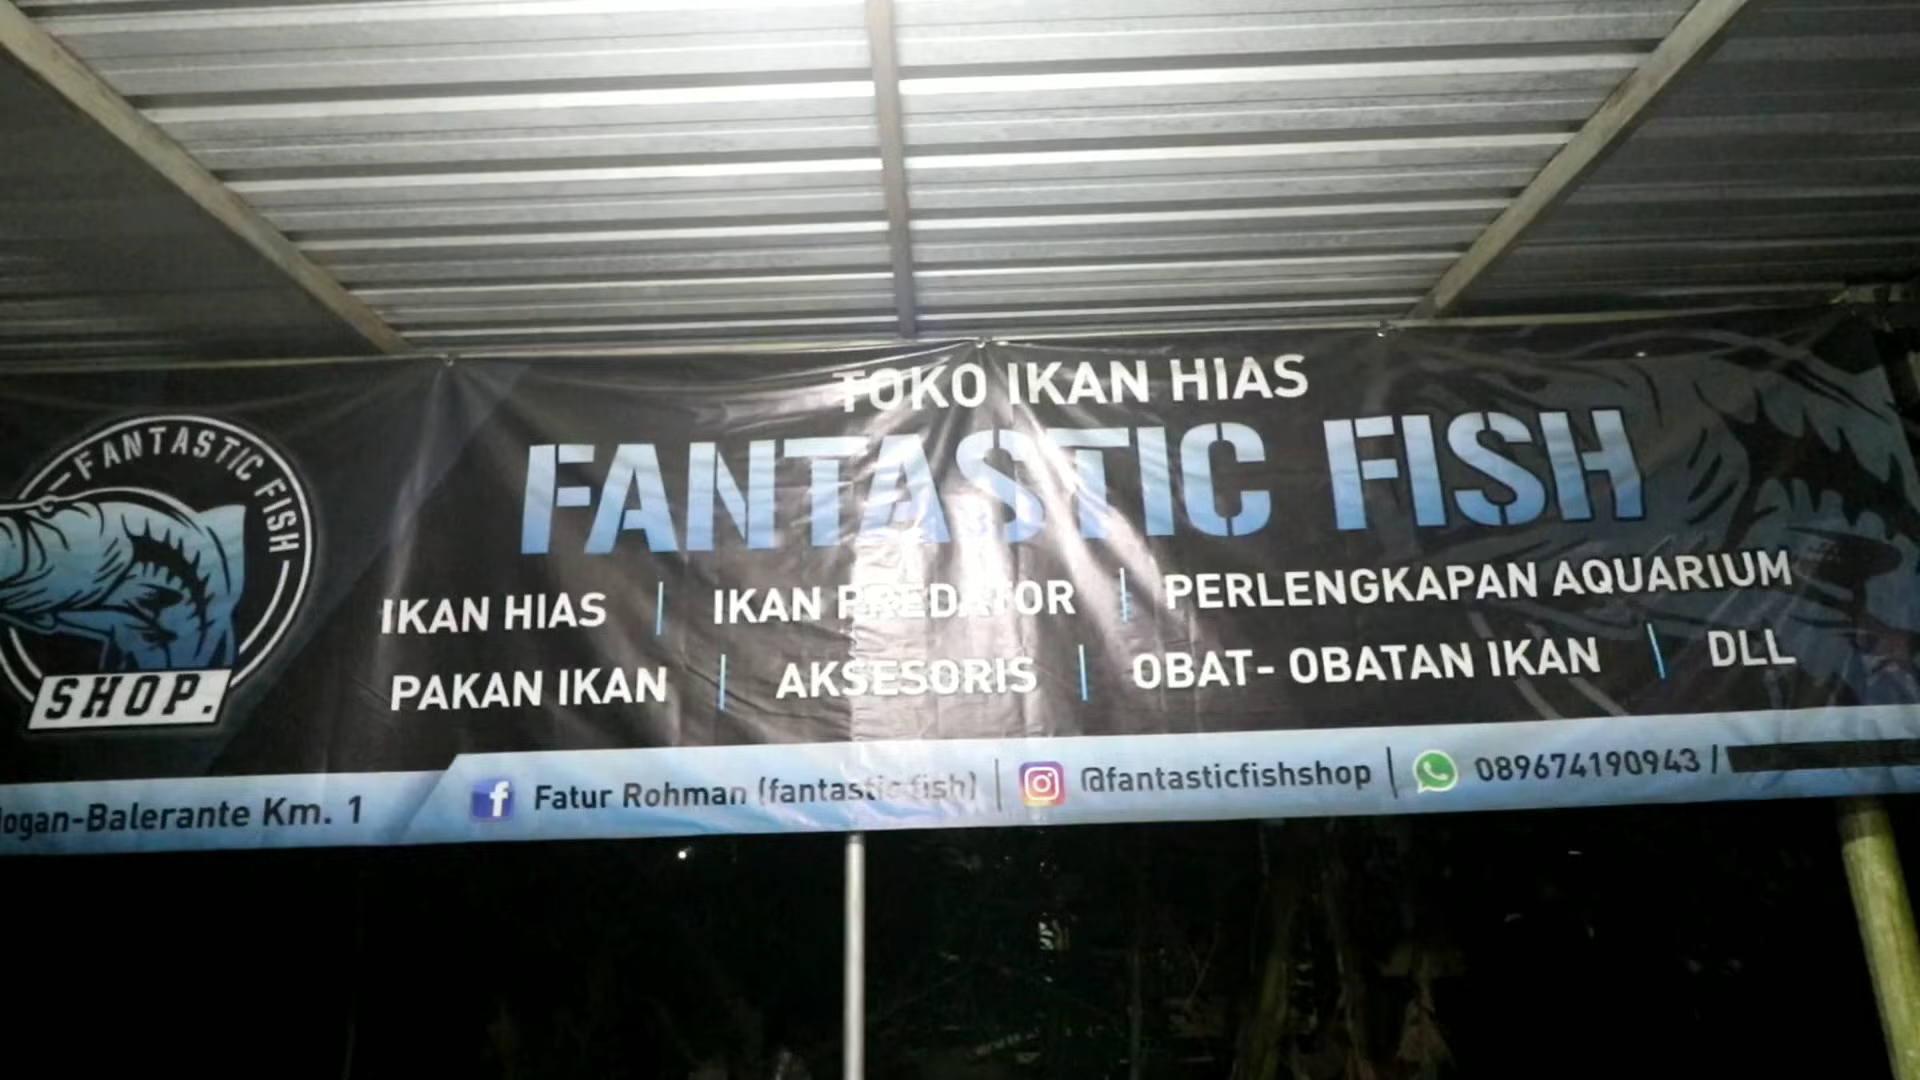 TOKO IKAN HIAS
FANTASTIC FISH
FANTASTIC FISH
SHOP.
IKAN HIAS | IKAN PREDATOR | PERLENGKAPAN AQUARIUM
PAKAN IKAN | AKSESORIS | OBAT- OBATAN IKAN | DLL
-Balerante Km. 1
Fatur Rohman (fantastic fish) | @fantasticfishshop | 089674190943 /